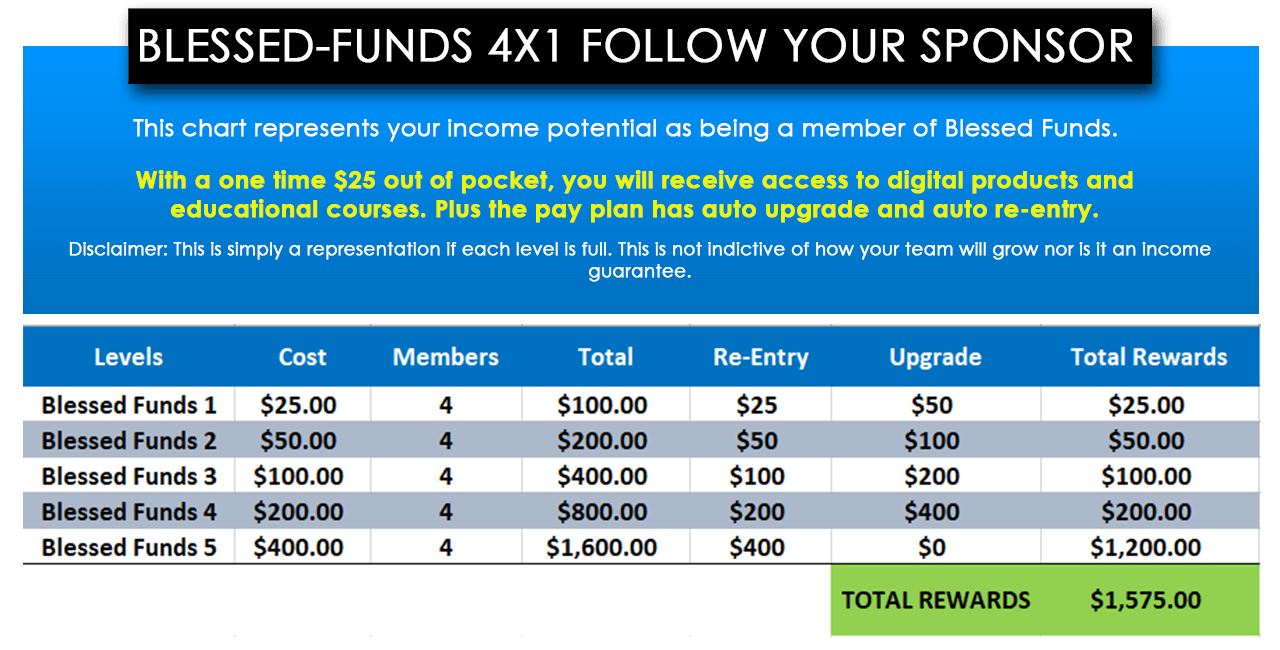 BLESSED-FUNDS 4X1 FOLLOW YOUR SPONSOR
This chart represents your income potential as being a member of Blessed Funds.
With a one time $25 out of pocket, you will receive access to digital products and
educational courses. Plus the pay plan has auto upgrade and auto re-entry.
Disclaimer: This is simply a representation if each level is full. This is not indictive of how your team will grow nor is it an income
guarantee.
Levels Cost Members Total Re-Entry Upgrade Total Rewards
Blessed Funds 1 $25.00 4 $100.00 $25 $50 $25.00
Blessed Funds 2 $50.00 4 $200.00 $50 $100 $50.00
Blessed Funds 3 $100.00 4 $400.00 $100 $200 $100.00
Blessed Funds 4 $200.00 4 $800.00 $200 $400 $200.00
Blessed Funds 5 $400.00 4 $1,600.00 $400 $0 $1,200.00
TOTAL REWARDS $1,575.00